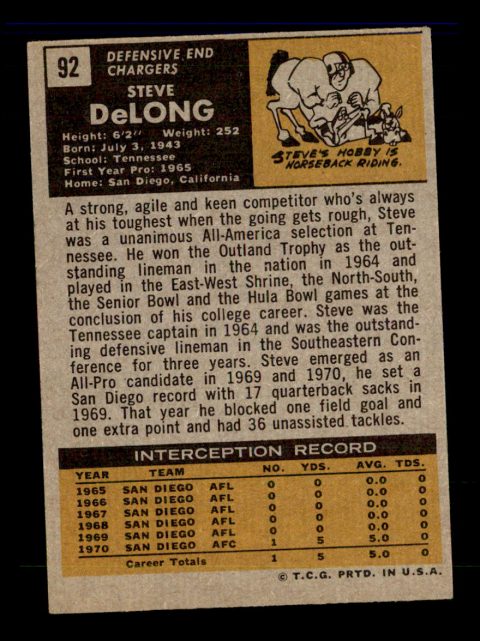 92
DEFENSIVE END
CHARGERS
STEVE
DeLONG
Height: 6'2" Weight: 252
Born: July 3, 1943
School: Tennessee
First Year Pro: 1965
Home: San Diego, California
STEVE'S HOBBY IS
HORSEBACK RIDING.
A strong, agile and keen competitor who's always
at his toughest when the going gets rough, Steve
was a unanimous All-America selection at Ten-
nessee. He won the Outland Trophy as the out-
standing lineman in the nation in 1964 and
played in the East-West Shrine, the North-South,
the Senior Bowl and the Hula Bowl games at the
conclusion of his college career. Steve was the
Tennessee captain in 1964 and was the outstand-
ing defensive lineman in the Southeastern Con-
ference for three years. Steve emerged as an
All-Pro candidate in 1969 and 1970, he set a
San Diego record with 17 quarterback sacks in
1969. That year he blocked one field goal and
one extra point and had 36 unassisted tackles.
INTERCEPTION RECORD
YEAR TEAM NO. YDS. AVG. TDS.
1965 SAN DIEGO AFL 0 0 0.0 0
1966 SAN DIEGO AFL 0 0 0.0 0
1967 SAN DIEGO AFL 0 0 0.0 0
1968 SAN DIEGO AFL 0 0 0.0 0
1969 SAN DIEGO AFL 0 0 0.0 0
1970 SAN DIEGO AFC 1 5 5.0 0
Career Totals 1 5 5.0 0
© T.C.G. PRTD. IN U.S.A.